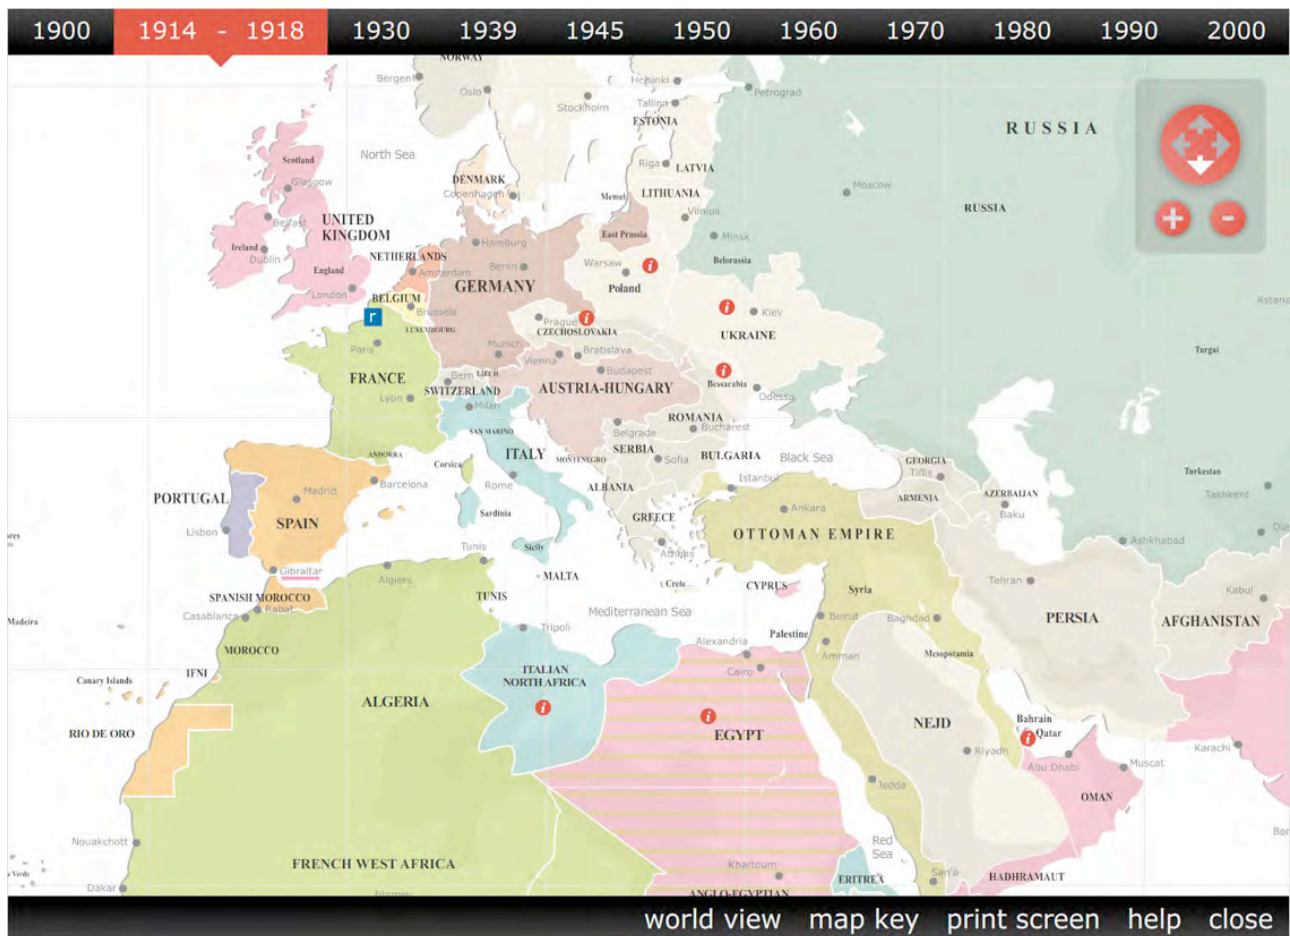 1900 1914 - 1918 1930 1939 1945 1950 1960 1970 1980 1990 2000
NORWAY
Bergen
Oslo
Stockholm
Helsinki
Tallina
ESTONIA
Petrograd
RUSSIA
North Sea
Scotland
Glasgow
DENMARK
Copenhagen
Riga
LATVIA
LITHUANIA
Memel
Vilnius
Moscow
RUSSIA
Belfast
UNITED
KINGDOM
Ireland
Dublin
England
London
NETHERLANDS
Amsterdam
Hamburg
Berlin
GERMANY
East Prussia
Warsaw
Poland
Minsk
Belorussia
BELGIUM
Brussels
LUXEMBOURG
r
Paris
FRANCE
Prague
CZECHOSLOVAKIA
Kiev
UKRAINE
Astana
Turgai
Munich
Vienna
Bratislava
Budapest
Bern
LIECH.
SWITZERLAND
AUSTRIA-HUNGARY
Bessarabia
Odessa
Lyon
Milan
SAN MARINO
ITALY
ROMANIA
Bucharest
Belgrade
SERBIA
Sofia
BULGARIA
MONTENEGRO
ALBANIA
Black Sea
GEORGIA
Tiflis
ARMENIA
AZERBAIJAN
Baku
Turkestan
Tashkent
ANDORRA
Corsica
Rome
Sardinia
Barcelona
Madrid
PORTUGAL
SPAIN
Lisbon
Gibraltar
Istanbul
Ankara
OTTOMAN EMPIRE
GREECE
Athens
Crete
Ashkhabad
Sicily
MALTA
Tunis
TUNIS
Algiers
SPANISH MOROCCO
Casablanca
Rabat
MOROCCO
Madeira
CYPRUS
Syria
Tehran
PERSIA
Kabul
AFGHANISTAN
Mediterranean Sea
Tripoli
Beirut
Baghdad
Mesopotamia
Palestine
Amman
Alexandria
Cairo
IFNI
Canary Islands
RIO DE ORO
ALGERIA
ITALIAN
NORTH AFRICA
EGYPT
NEJD
Riyadh
Bahrain
Qatar
Abu Dhabi
Muscat
OMAN
Karachi
Jedda
Red
Sea
Nouakchott
Dakar
FRENCH WEST AFRICA
Niamey
Khartoum
ANGLO-EGYPTIAN
ERITREA
San'a
HADHRAMAUT
world view map key print screen help close